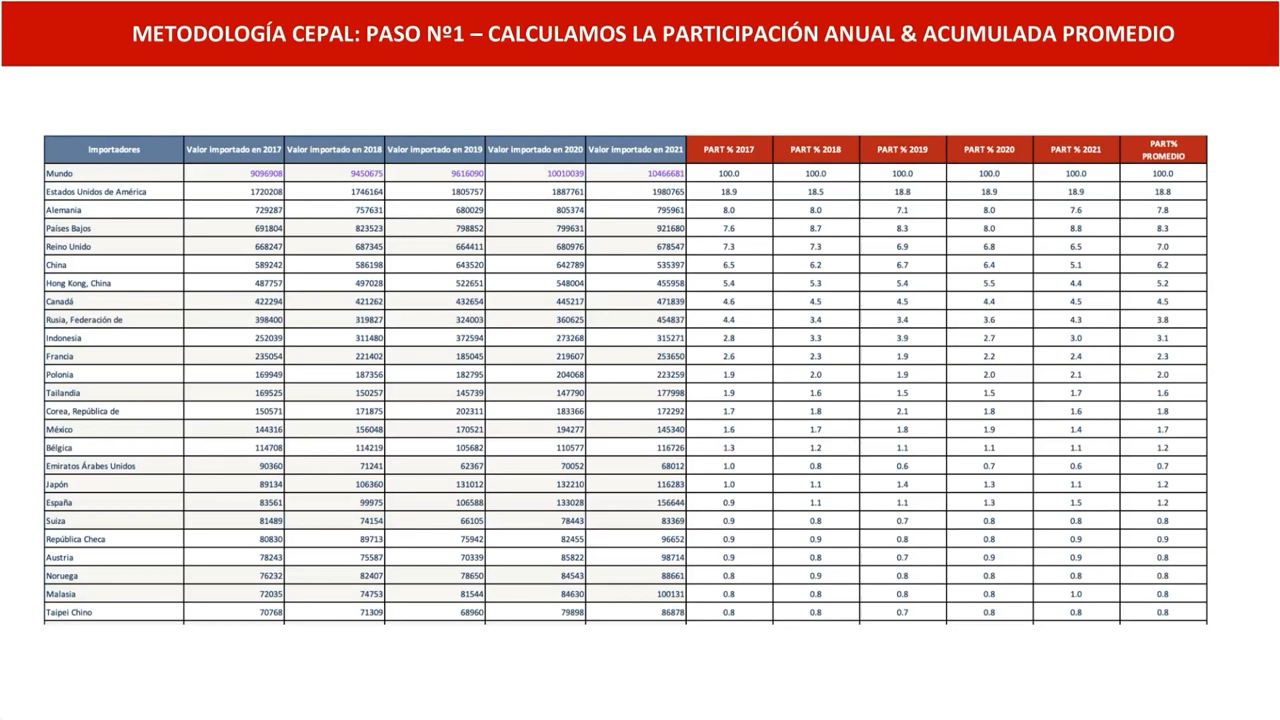 METODOLOGÍA CEPAL: PASO Nº1 – CALCULAMOS LA PARTICIPACIÓN ANUAL & ACUMULADA PROMEDIO
Importadores Valor importado en 2017 Valor importado en 2018 Valor importado en 2019 Valor importado en 2020 Valor importado en 2021 PART % 2017 PART % 2018 PART % 2019 PART % 2020 PART % 2021 PART% PROMEDIO
Mundo 9096908 9450675 9616090 10010039 10466681 100.0 100.0 100.0 100.0 100.0 100.0
Estados Unidos de América 1720208 1746164 1805757 1887761 1980765 18.9 18.5 18.8 18.9 18.9 18.8
Alemania 729287 757631 680029 805374 795961 8.0 8.0 7.1 8.0 7.6 7.8
Países Bajos 691804 823523 798852 799631 921680 7.6 8.7 8.3 8.0 8.8 8.3
Reino Unido 668247 687345 664411 680976 678547 7.3 7.3 6.9 6.8 6.5 7.0
China 589242 586198 643520 642789 535397 6.5 6.2 6.7 6.4 5.1 6.2
Hong Kong, China 487757 497028 522651 548004 455958 5.4 5.3 5.4 5.5 4.4 5.2
Canadá 422294 421262 432654 445217 471839 4.6 4.5 4.5 4.4 4.5 4.5
Rusia, Federación de 398400 319827 324003 360625 454837 4.4 3.4 3.4 3.6 4.3 3.8
Indonesia 252039 311480 372594 273268 315271 2.8 3.3 3.9 2.7 3.0 3.1
Francia 235054 221402 185045 219607 253650 2.6 2.3 1.9 2.2 2.4 2.3
Polonia 169949 187356 182795 204068 223259 1.9 2.0 1.9 2.0 2.1 2.0
Tailandia 169525 150257 145739 147790 177998 1.9 1.6 1.5 1.5 1.7 1.6
Corea, República de 150571 171875 202311 183366 172292 1.7 1.8 2.1 1.8 1.6 1.8
México 144316 156048 170521 194277 145340 1.6 1.7 1.8 1.9 1.4 1.7
Bélgica 114708 114219 105682 110577 116726 1.3 1.2 1.1 1.1 1.1 1.2
Emiratos Árabes Unidos 90360 71241 62367 70052 68012 1.0 0.8 0.6 0.7 0.6 0.7
Japón 89134 106360 131012 132210 116283 1.0 1.1 1.4 1.3 1.1 1.2
España 83561 99975 106588 133028 156644 0.9 1.1 1.1 1.3 1.5 1.2
Suiza 81489 74154 66105 78443 83369 0.9 0.8 0.7 0.8 0.8 0.8
República Checa 80830 89713 75942 82455 96652 0.9 0.9 0.8 0.8 0.9 0.9
Austria 78243 75587 70339 85822 98714 0.9 0.8 0.7 0.9 0.9 0.8
Noruega 76232 82407 78650 84543 88661 0.8 0.9 0.8 0.8 0.8 0.8
Malasia 72035 74753 81544 84630 100131 0.8 0.8 0.8 0.8 1.0 0.8
Taipei Chino 70768 71309 68960 79898 86878 0.8 0.8 0.7 0.8 0.8 0.8